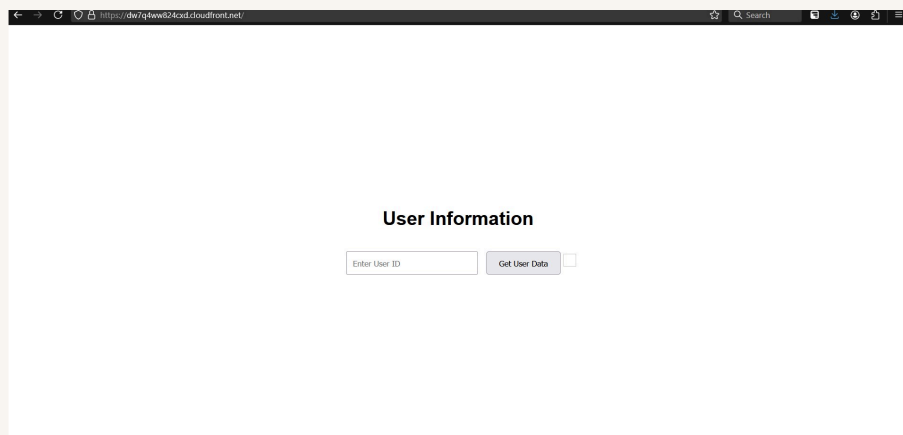 https://dw7q4ww824cxd.cloudfront.net/
Search
User Information
Enter User ID
Get User Data